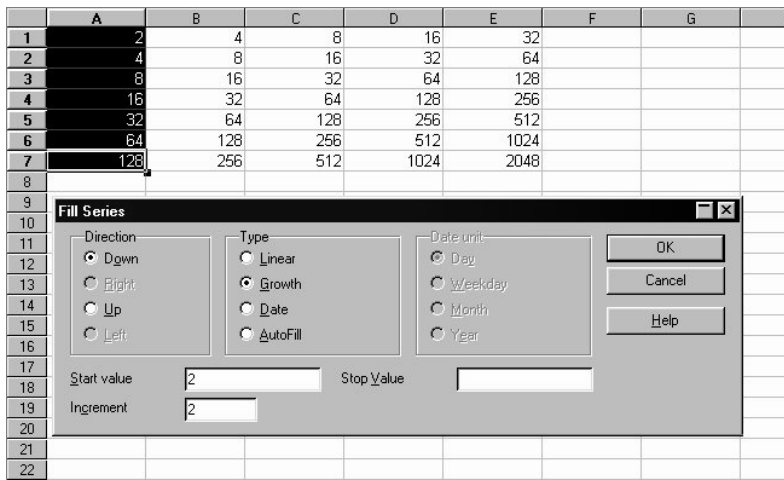 A B C D E F G
1 2 4 8 16 32
2 4 8 16 32 64
3 8 16 32 64 128
4 16 32 64 128 256
5 32 64 128 256 512
6 64 128 256 512 1024
7 128 256 512 1024 2048
8
9
10
11
12
13
14
15
16
17
18
19
20
21
22
Fill Series
Direction
Down
Right
Up
Left
Type
Linear
Growth
Date
AutoFill
Date unit
Day
Weekday
Month
Year
OK
Cancel
Help
Start value 2 Stop Value
Increment 2